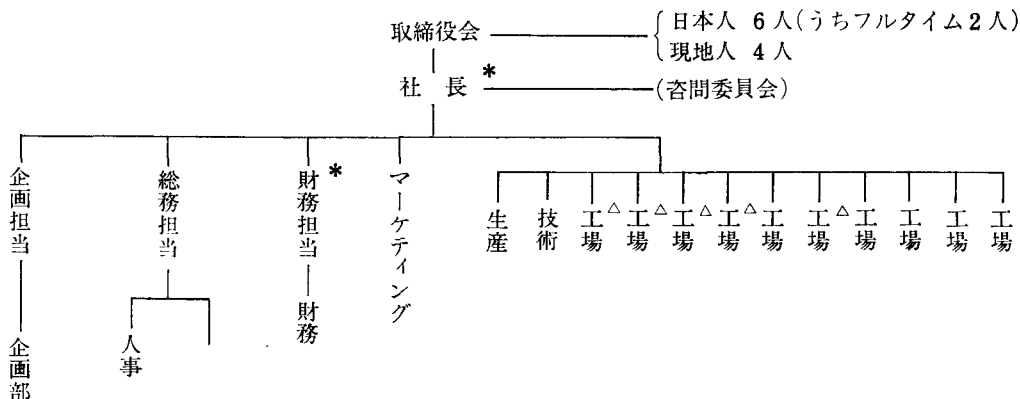 取締役会
日本人 6人(うちフルタイム2人)
現地人 4人
社長*
(咨問委員会)
企画担当
総務担当
財務担当*
マーケティング
生産
技術
工場△
工場△
工場△
工場△
工場
工場△
工場
工場
工場
工場
企画部
人事
財務